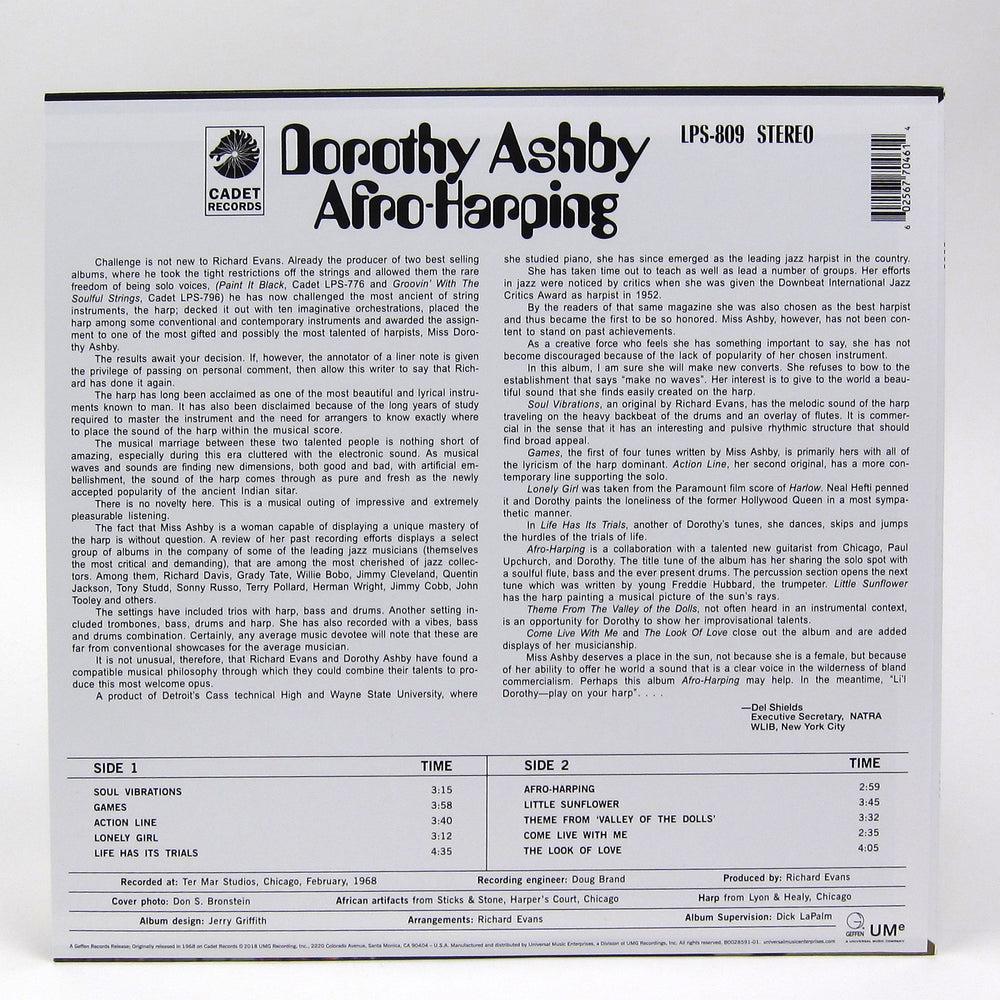 CADET
RECORDS
Dorothy Ashby
Afro-Harping
LPS-809 STEREO
6 02567 70461 4
Challenge is not new to Richard Evans. Already the producer of two best selling
albums, where he took the tight restrictions off the strings and allowed them the rare
freedom of being solo voices, (Paint It Black, Cadet LPS-776 and Groovin' With The
Soulful Strings, Cadet LPS-796) he has now challenged the most ancient of string
instruments, the harp; decked it out with ten imaginative orchestrations, placed the
harp among some conventional and contemporary instruments and awarded the assign-
ment to one of the most gifted and possibly the most talented of harpists, Miss Doro-
thy Ashby.
The results await your decision. If, however, the annotator of a liner note is given
the privilege of passing on personal comment, then allow this writer to say that Rich-
ard has done it again.
The harp has long been acclaimed as one of the most beautiful and lyrical instru-
ments known to man. It has also been disclaimed because of the long years of study
required to master the instrument and the need for arrangers to know exactly where
to place the sound of the harp within the musical score.
The musical marriage between these two talented people is nothing short of
amazing, especially during this era cluttered with the electronic sound. As musical
waves and sounds are finding new dimensions, both good and bad, with artificial em-
bellishment, the sound of the harp comes through as pure and fresh as the newly
accepted popularity of the ancient Indian sitar.
There is no novelty here. This is a musical outing of impressive and extremely
pleasurable listening.
The fact that Miss Ashby is a woman capable of displaying a unique mastery of
the harp is without question. A review of her past recording efforts displays a select
group of albums in the company of some of the leading jazz musicians (themselves
the most critical and demanding), that are among the most cherished of jazz collec-
tors. Among them, Richard Davis, Grady Tate, Willie Bobo, Jimmy Cleveland, Quentin
Jackson, Tony Studd, Sonny Russo, Terry Pollard, Herman Wright, Jimmy Cobb, John
Tooley and others.
The settings have included trios with harp, bass and drums. Another setting in-
cluded trombones, bass, drums and harp. She has also recorded with a vibes, bass
and drums combination. Certainly, any average music devotee will note that these are
far from conventional showcases for the average musician.
It is not unusual, therefore, that Richard Evans and Dorothy Ashby have found a
compatible musical philosophy through which they could combine their talents to pro-
duce this most welcome opus.
A product of Detroit's Cass technical High and Wayne State University, where
she studied piano, she has since emerged as the leading jazz harpist in the country.
She has taken time out to teach as well as lead a number of groups. Her efforts
in jazz were noticed by critics when she was given the Downbeat International Jazz
Critics Award as harpist in 1952.
By the readers of that same magazine she was also chosen as the best harpist
and thus became the first to be so honored. Miss Ashby, however, has not been con-
tent to stand on past achievements.
As a creative force who feels she has something important to say, she has not
become discouraged because of the lack of popularity of her chosen instrument.
In this album, I am sure she will make new converts. She refuses to bow to the
establishment that says "make no waves". Her interest is to give to the world a beau-
tiful sound that she finds easily created on the harp.
Soul Vibrations, an original by Richard Evans, has the melodic sound of the harp
traveling on the heavy backbeat of the drums and an overlay of flutes. It is commer-
cial in the sense that it has an interesting and pulsive rhythmic structure that should
find broad appeal.
Games, the first of four tunes written by Miss Ashby, is primarily hers with all of
the lyricism of the harp dominant. Action Line, her second original, has a more con-
temporary line supporting the solo.
Lonely Girl was taken from the Paramount film score of Harlow. Neal Hefti penned
it and Dorothy paints the loneliness of the former Hollywood Queen in a most sympa-
thetic manner.
In Life Has Its Trials, another of Dorothy's tunes, she dances, skips and jumps
the hurdles of the trials of life.
Afro-Harping is a collaboration with a talented new guitarist from Chicago, Paul
Upchurch, and Dorothy. The title tune of the album has her sharing the solo spot with
a soulful flute, bass and the ever present drums. The percussion section opens the next
tune which was written by young Freddie Hubbard, the trumpeter. Little Sunflower
has the harp painting a musical picture of the sun's rays.
Theme From The Valley of the Dolls, not often heard in an instrumental context,
is an opportunity for Dorothy to show her improvisational talents.
Come Live With Me and The Look Of Love close out the album and are added
displays of her musicianship.
Miss Ashby deserves a place in the sun, not because she is a female, but because
of her ability to offer the world a sound that is a clear voice in the wilderness of bland
commercialism. Perhaps this album Afro-Harping may help. In the meantime, "Li'l
Dorothy—play on your harp". . . .
—Del Shields
Executive Secretary, NATRA
WLIB, New York City
SIDE 1 TIME
SOUL VIBRATIONS 3:15
GAMES 3:58
ACTION LINE 3:40
LONELY GIRL 3:12
LIFE HAS ITS TRIALS 4:35
SIDE 2 TIME
AFRO-HARPING 2:59
LITTLE SUNFLOWER 3:45
THEME FROM 'VALLEY OF THE DOLLS' 3:32
COME LIVE WITH ME 2:35
THE LOOK OF LOVE 4:05
Recorded at: Ter Mar Studios, Chicago, February, 1968 Recording engineer: Doug Brand Produced by: Richard Evans
Cover photo: Don S. Bronstein African artifacts from Sticks & Stone, Harper's Court, Chicago Harp from Lyon & Healy, Chicago
Album design: Jerry Griffith Arrangements: Richard Evans Album Supervision: Dick LaPalm
GEFFEN UMe
A UNIVERSAL MUSIC COMPANY
A Geffen Records Release; Originally released in 1968 on Cadet Records © 2018 UMG Recording, Inc., 2220 Colorado Avenue, Santa Monica, CA 90404 – U.S.A. Manufactured and distributed by Universal Music Enterprises, a Division of UMG Recordings, Inc. All rights reserved. B0028591-01. universalmusicenterprises.com